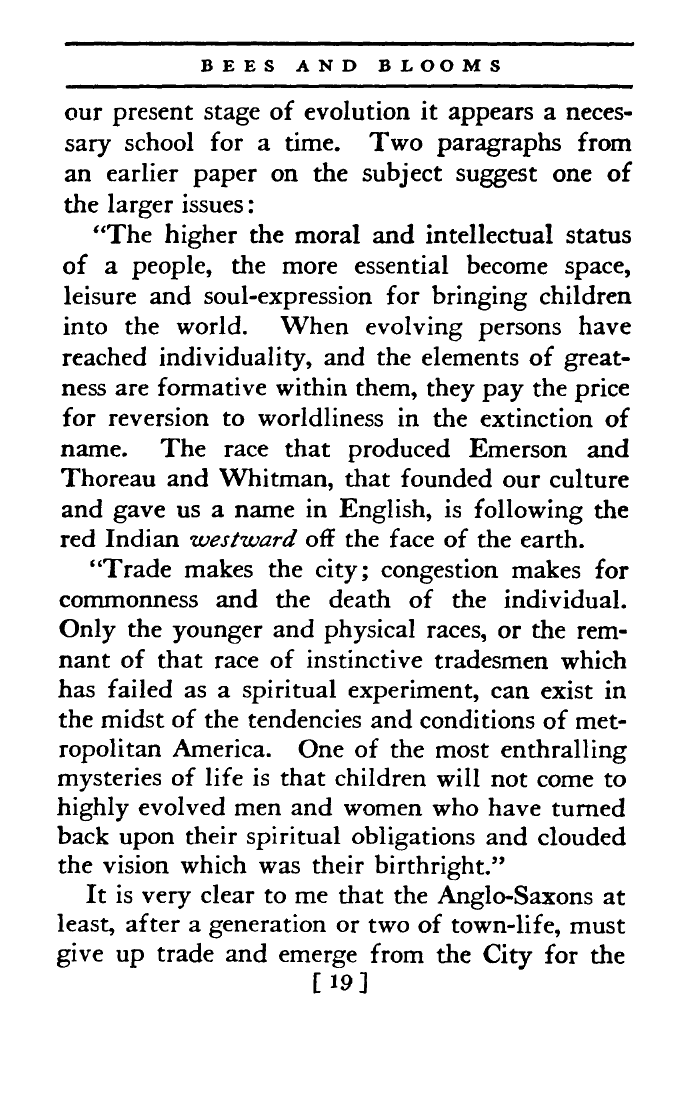 BEES AND BLOOMS
our present stage of evolution it appears a neces-
sary school for a time. Two paragraphs from
an earlier paper on the subject suggest one of
the larger issues:
“The higher the moral and intellectual status
of a people, the more essential become space,
leisure and soul-expression for bringing children
into the world. When evolving persons have
reached individuality, and the elements of great-
ness are formative within them, they pay the price
for reversion to worldliness in the extinction of
name. The race that produced Emerson and
Thoreau and Whitman, that founded our culture
and gave us a name in English, is following the
red Indian westward off the face of the earth.
“Trade makes the city; congestion makes for
commonness and the death of the individual.
Only the younger and physical races, or the rem-
nant of that race of instinctive tradesmen which
has failed as a spiritual experiment, can exist in
the midst of the tendencies and conditions of met-
ropolitan America. One of the most enthralling
mysteries of life is that children will not come to
highly evolved men and women who have turned
back upon their spiritual obligations and clouded
the vision which was their birthright.”
It is very clear to me that the Anglo-Saxons at
least, after a generation or two of town-life, must
give up trade and emerge from the City for the
[ 19 ]